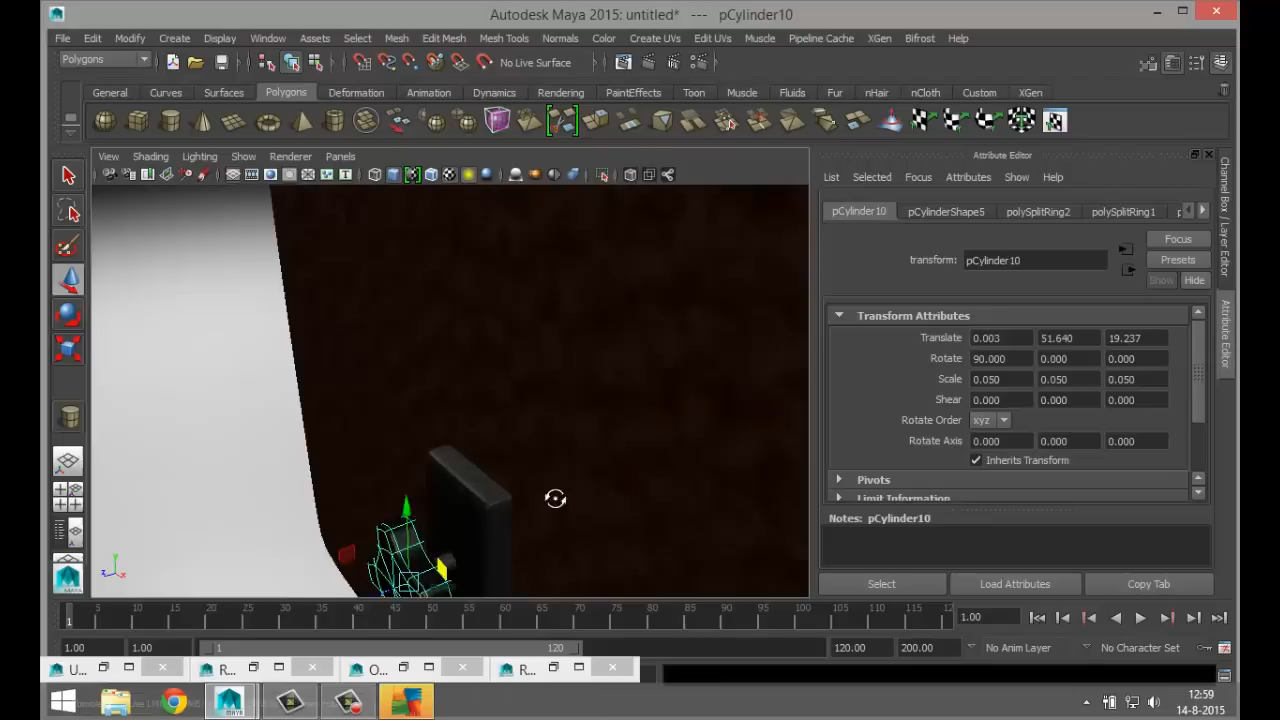 Autodesk Maya 2015: untitled* --- pCylinder10
File Edit Modify Create Display Window Assets Select Mesh Edit Mesh Mesh Tools Normals Color Create UVs Edit UVs Muscle Pipeline Cache XGen Bifrost Help
Polygons No Live Surface
General Curves Surfaces Polygons Deformation Animation Dynamics Rendering PaintEffects Toon Muscle Fluids Fur nHair nCloth Custom XGen
View Shading Lighting Show Renderer Panels
Attribute Editor
List Selected Focus Attributes Show Help
pCylinder10 pCylinderShape5 polySplitRing2 polySplitRing1
Focus
transform: pCylinder10 Presets
Show Hide
Transform Attributes
Translate 0.003 51.640 19.237
Rotate 90.000 0.000 0.000
Scale 0.050 0.050 0.050
Shear 0.000 0.000 0.000
Rotate Order xyz
Rotate Axis 0.000 0.000 0.000
Inherits Transform
Pivots
Limit Information
Notes: pCylinder10
Select Load Attributes Copy Tab
Channel Box / Layer Editor
Attribute Editor
y z x
5 10 15 20 25 30 35 40 45 50 55 60 65 70 75 80 85 90 95 100 105 110 115 12
1 1.00
1.00 1.00 1 120 120.00 200.00 No Anim Layer No Character Set
U... R... O... R...
MAYA
12:59
14-8-2015